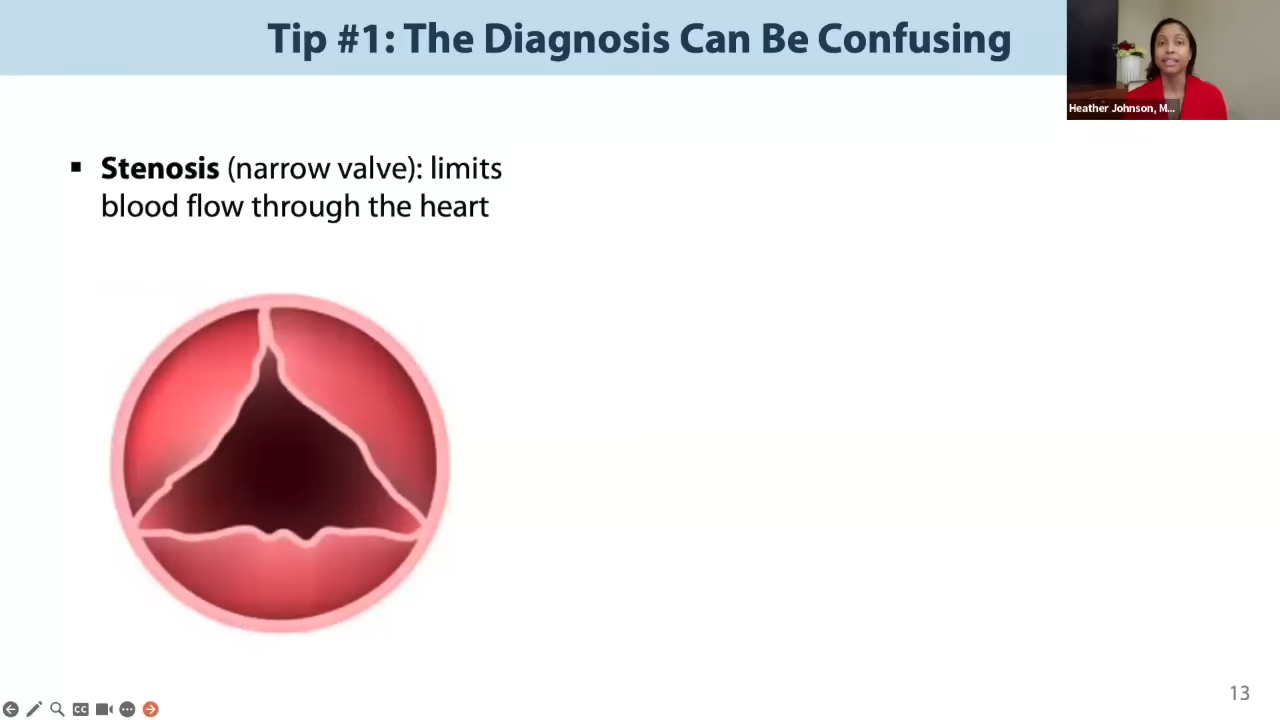 Tip #1: The Diagnosis Can Be Confusing
Heather Johnson, M...
▪ Stenosis (narrow valve): limits
blood flow through the heart
CC
13